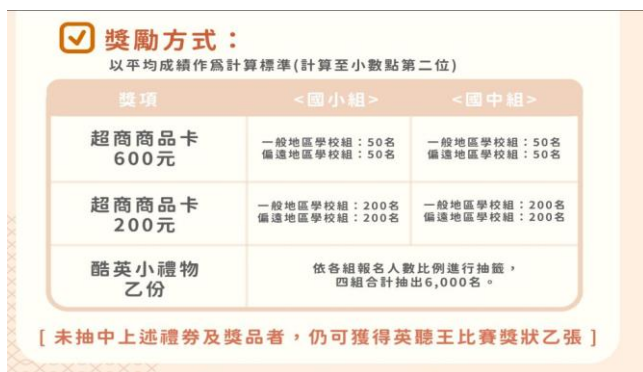 獎勵方式：
以平均成績作為計算標準(計算至小數點第二位)
獎項 <國小組> <國中組>
超商商品卡
600元
一般地區學校組：50名
偏遠地區學校組：50名
一般地區學校組：50名
偏遠地區學校組：50名
超商商品卡
200元
一般地區學校組：200名
偏遠地區學校組：200名
一般地區學校組：200名
偏遠地區學校組：200名
酷英小禮物
乙份
依各組報名人數比例進行抽籤，
四組合計抽出6,000名。
[ 未抽中上述禮券及獎品者，仍可獲得英聽王比賽獎狀乙張 ]